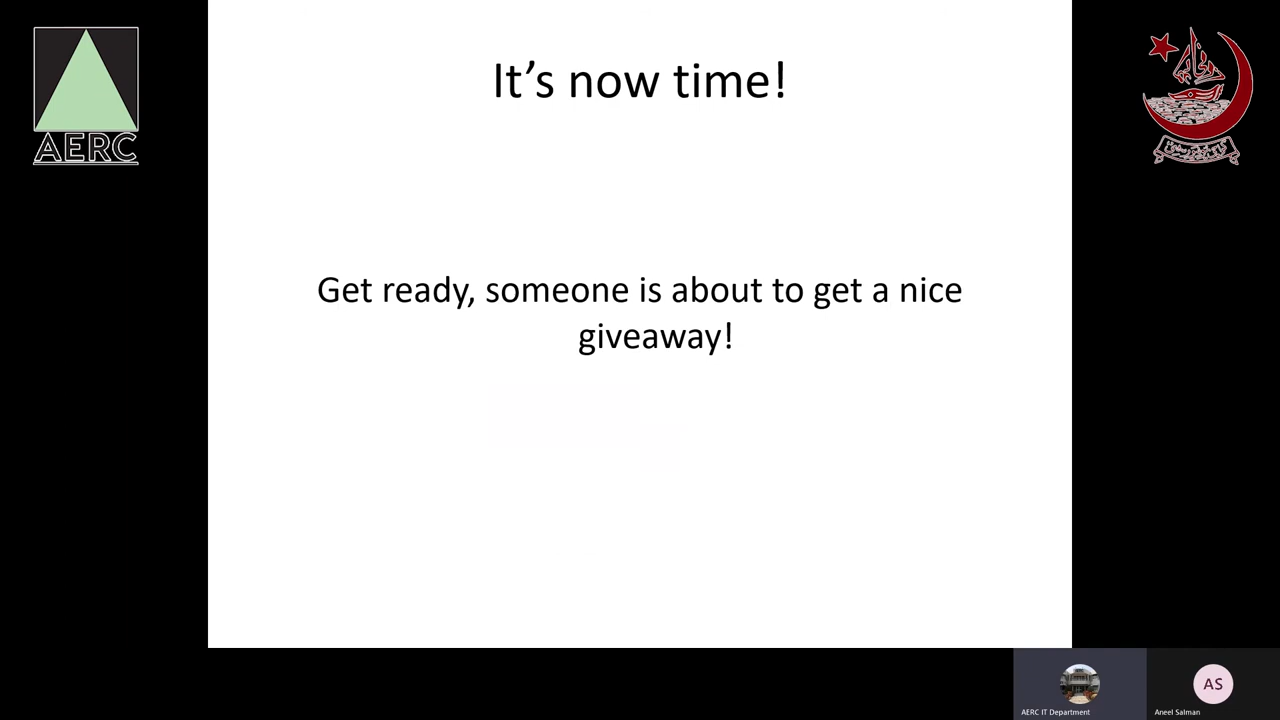 AERC
It's now time!
Get ready, someone is about to get a nice
giveaway!
AS
AERC IT Department
Aneel Salman